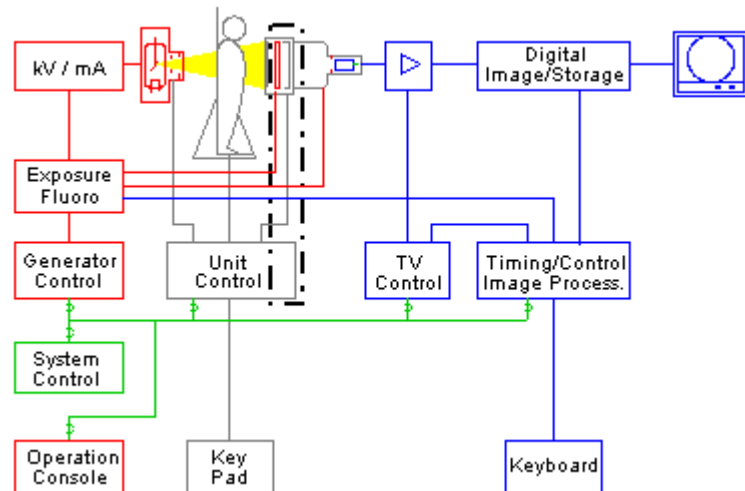 kV / mA
Digital
Image/Storage
Exposure
Fluoro
Generator
Control
Unit
Control
TV
Control
Timing/Control
Image Process.
System
Control
Operation
Console
Key
Pad
Keyboard